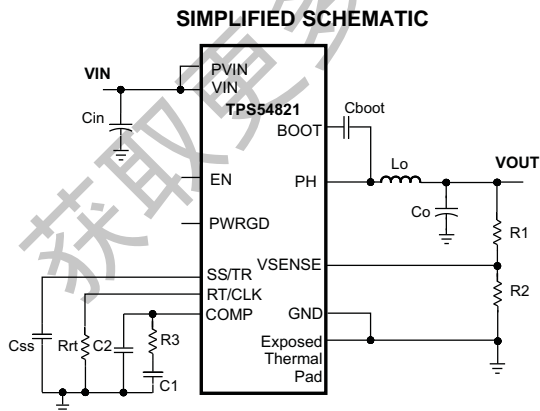 SIMPLIFIED SCHEMATIC
VIN
PVIN
VIN
TPS54821
Cin
Cboot
BOOT
Lo
VOUT
EN
PH
Co
R1
PWRGD
VSENSE
SS/TR
RT/CLK
R2
COMP
GND
Css
Rrt
C2
R3
C1
Exposed
Thermal
Pad
获取更多